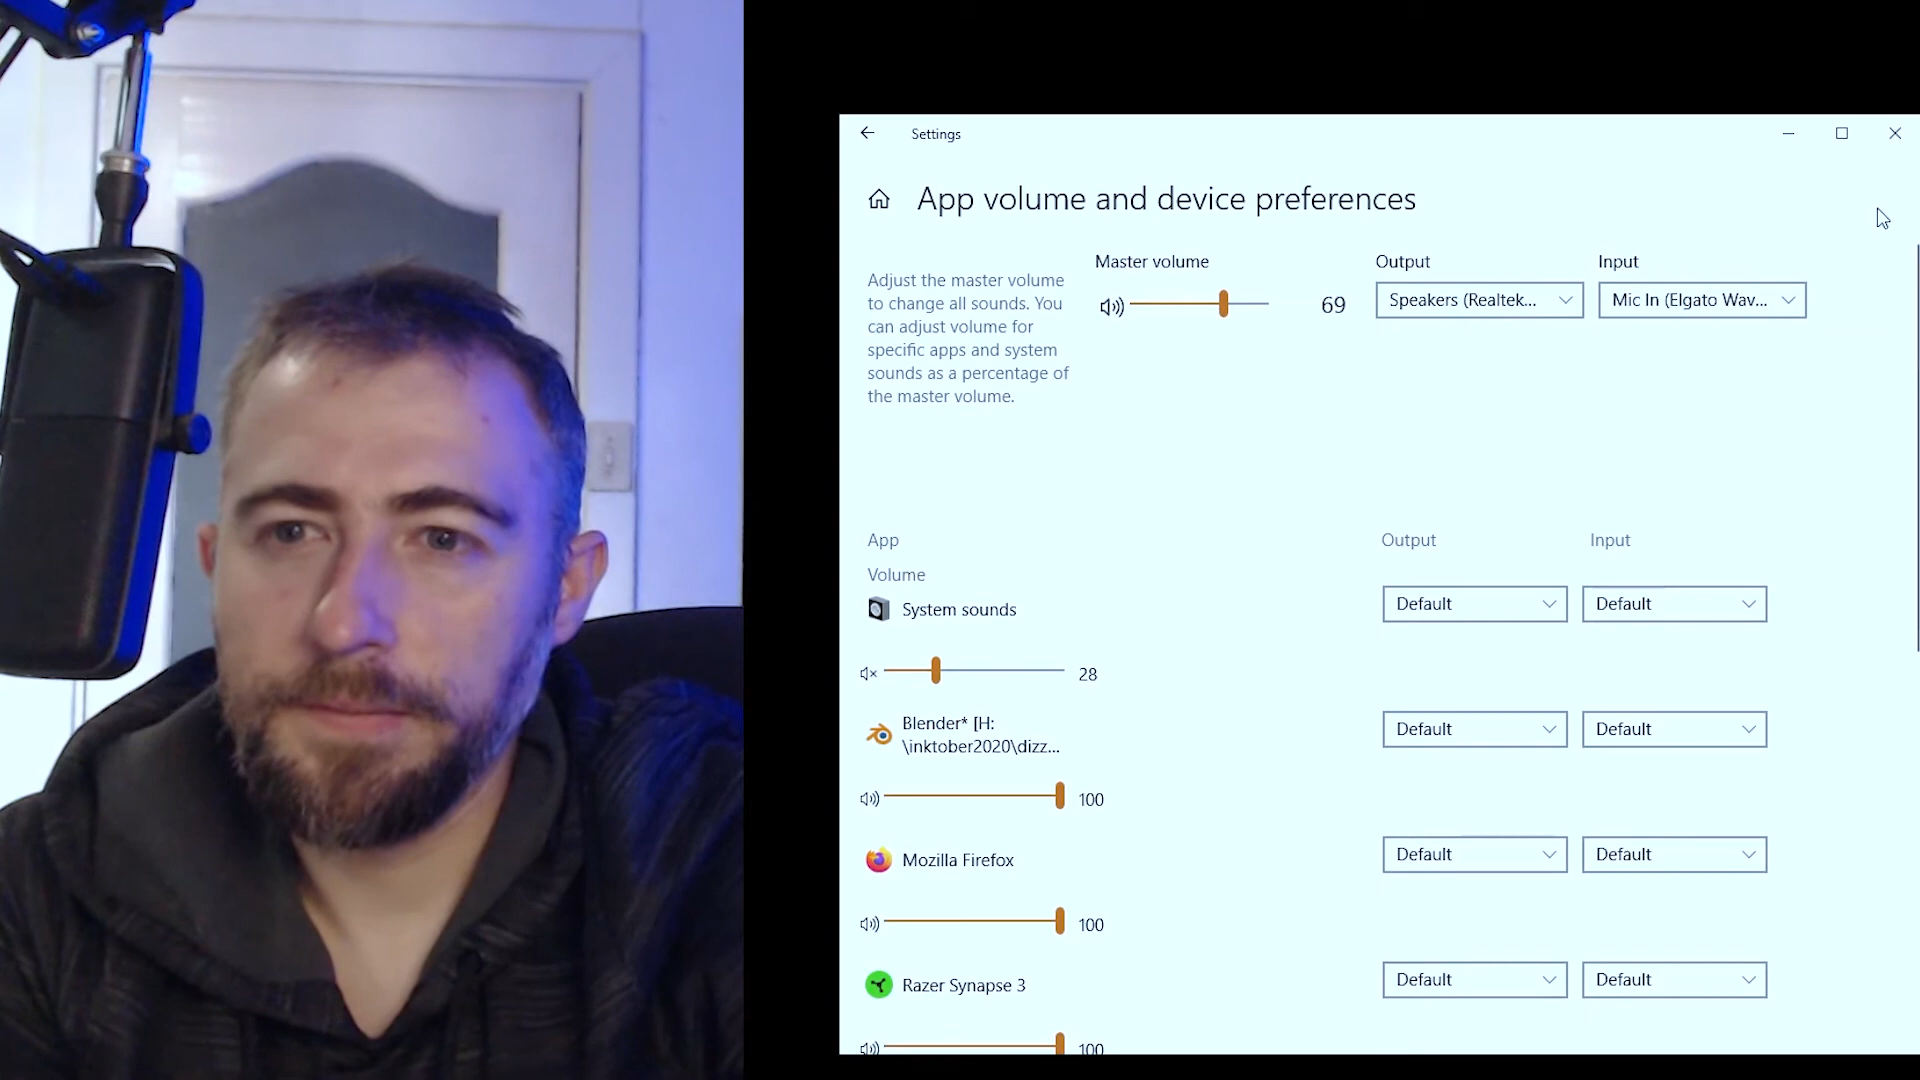 Settings
App volume and device preferences
Adjust the master volume
to change all sounds. You
can adjust volume for
specific apps and system
sounds as a percentage of
the master volume.
Master volume
69
Output
Speakers (Realtek...
Input
Mic In (Elgato Wav...
App
Output
Input
Volume
System sounds
Default
Default
28
Blender* [H:
\inktober2020\dizz...
Default
Default
100
Mozilla Firefox
Default
Default
100
Razer Synapse 3
Default
Default
100